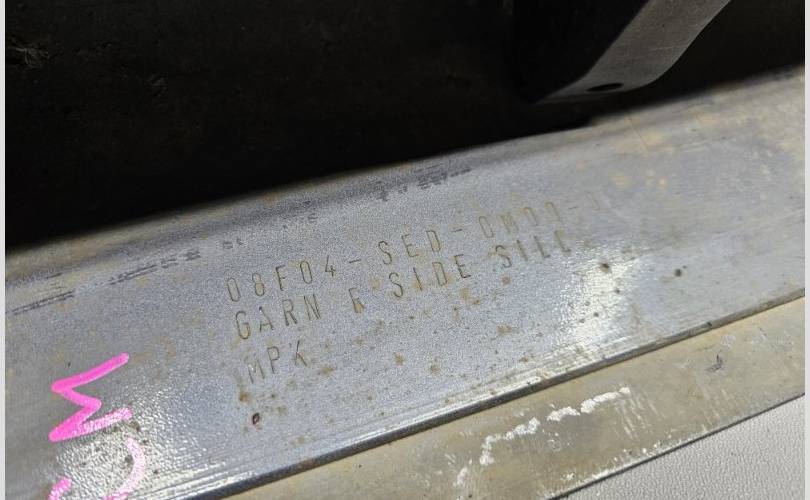 08F04-SED-0M00-
GARN R SIDE SILL
MPK